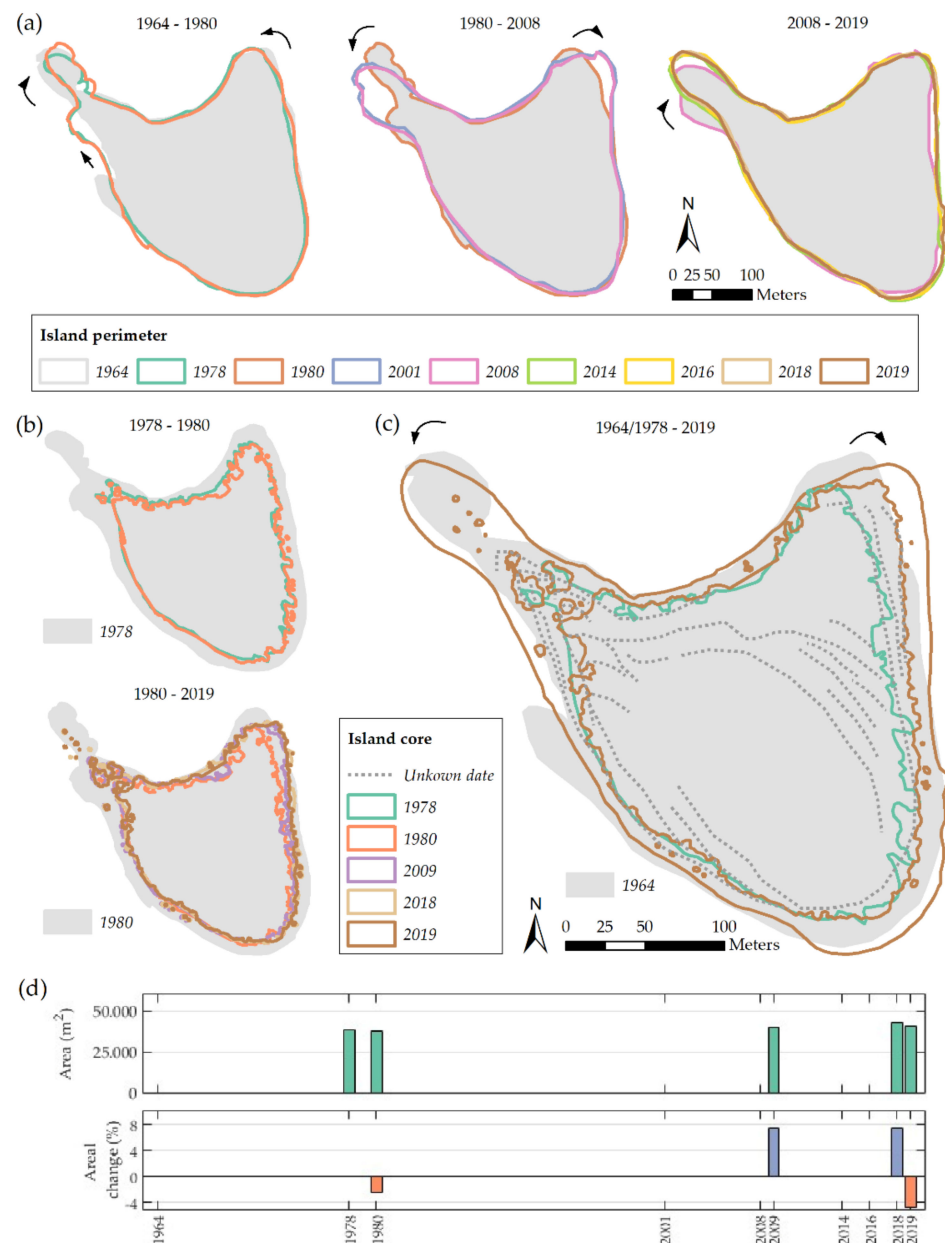 (a)
1964 - 1980
1980 - 2008
2008 - 2019
N
0 25 50 100
Meters
Island perimeter
1964 1978 1980 2001 2008 2014 2016 2018 2019
(b)
1978 - 1980
1978
1980 - 2019
1980
Island core
Unkown date
1978
1980
2009
2018
2019
(c)
1964/1978 - 2019
1964
N
0 25 50 100
Meters
(d)
Area (m²)
50.000
25.000
0
Areal
change (%)
8
4
0
-4
1964 1978 1980 2001 2008 2009 2014 2016 2018 2019